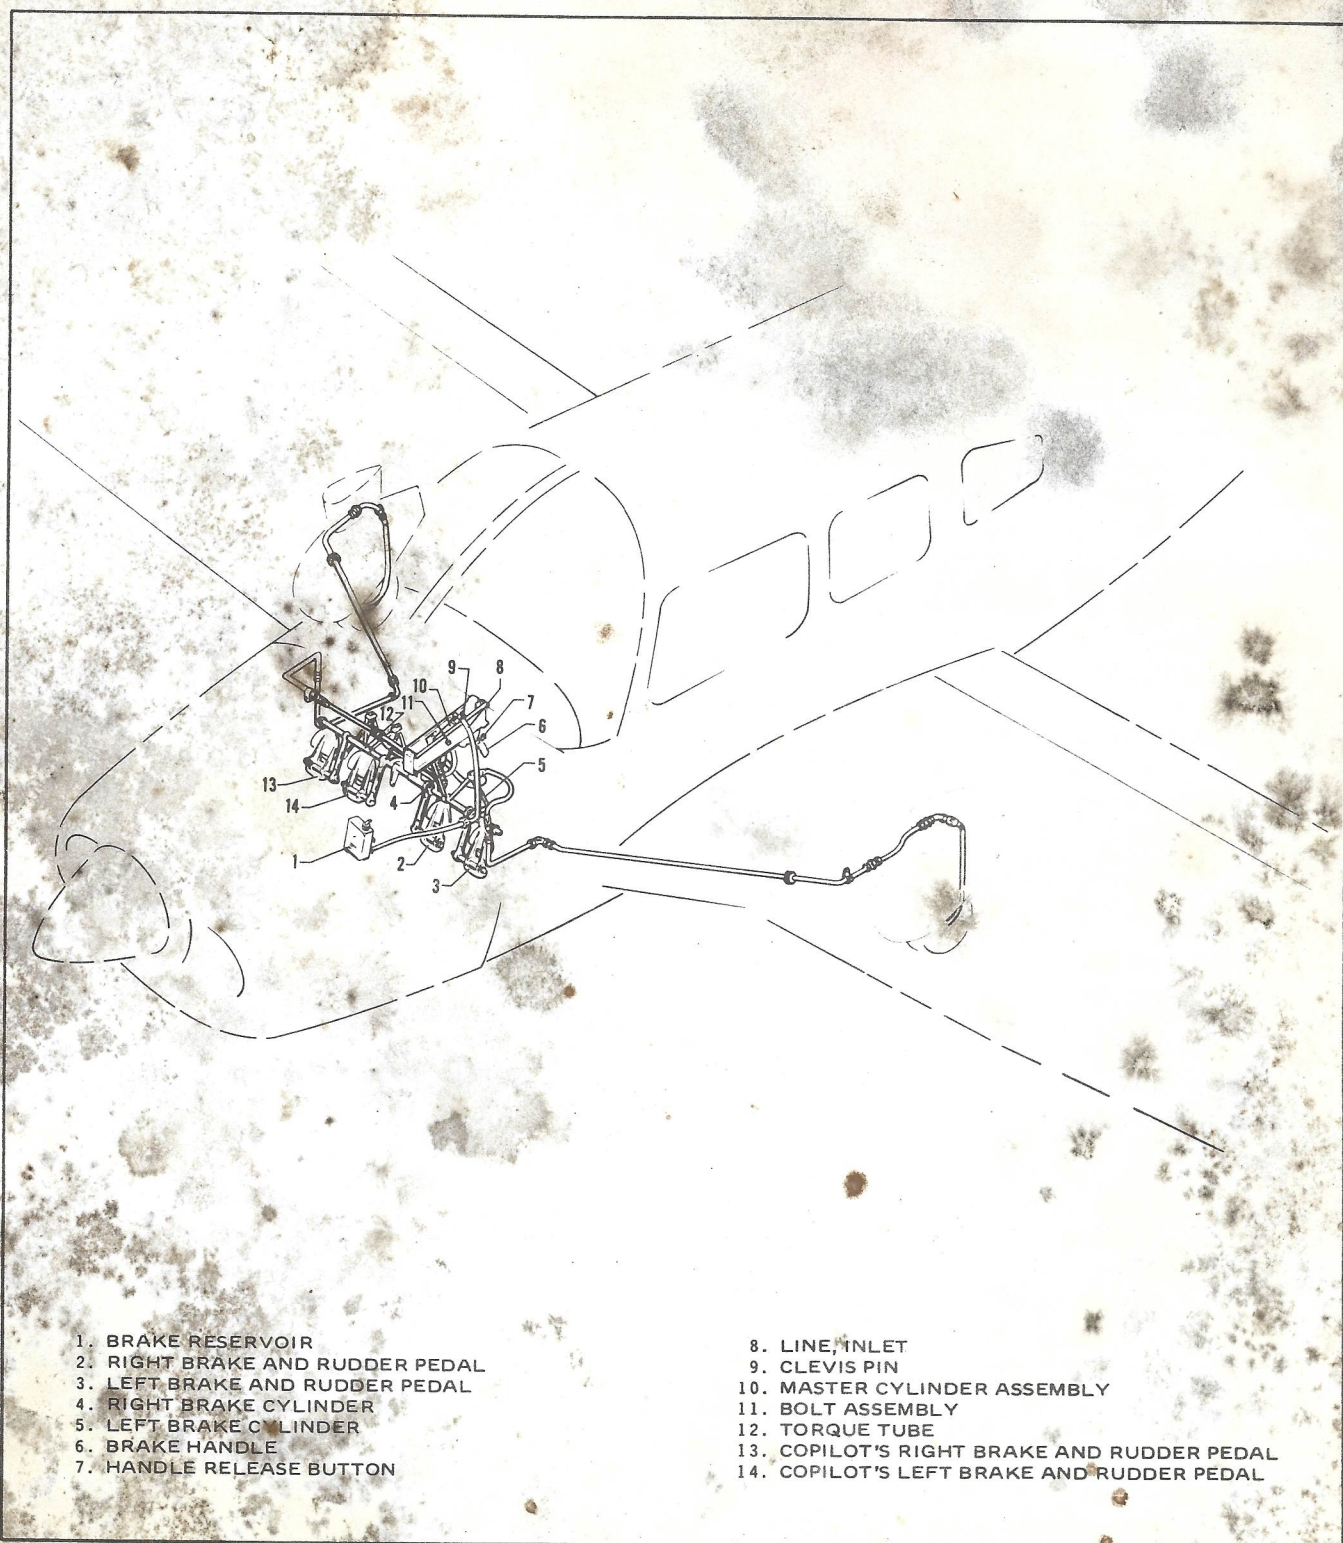 9
8
10
7
11
12
6
5
13
4
14
1
2
3
1. BRAKE RESERVOIR
2. RIGHT BRAKE AND RUDDER PEDAL
3. LEFT BRAKE AND RUDDER PEDAL
4. RIGHT BRAKE CYLINDER
5. LEFT BRAKE CYLINDER
6. BRAKE HANDLE
7. HANDLE RELEASE BUTTON
8. LINE, INLET
9. CLEVIS PIN
10. MASTER CYLINDER ASSEMBLY
11. BOLT ASSEMBLY
12. TORQUE TUBE
13. COPILOT'S RIGHT BRAKE AND RUDDER PEDAL
14. COPILOT'S LEFT BRAKE AND RUDDER PEDAL